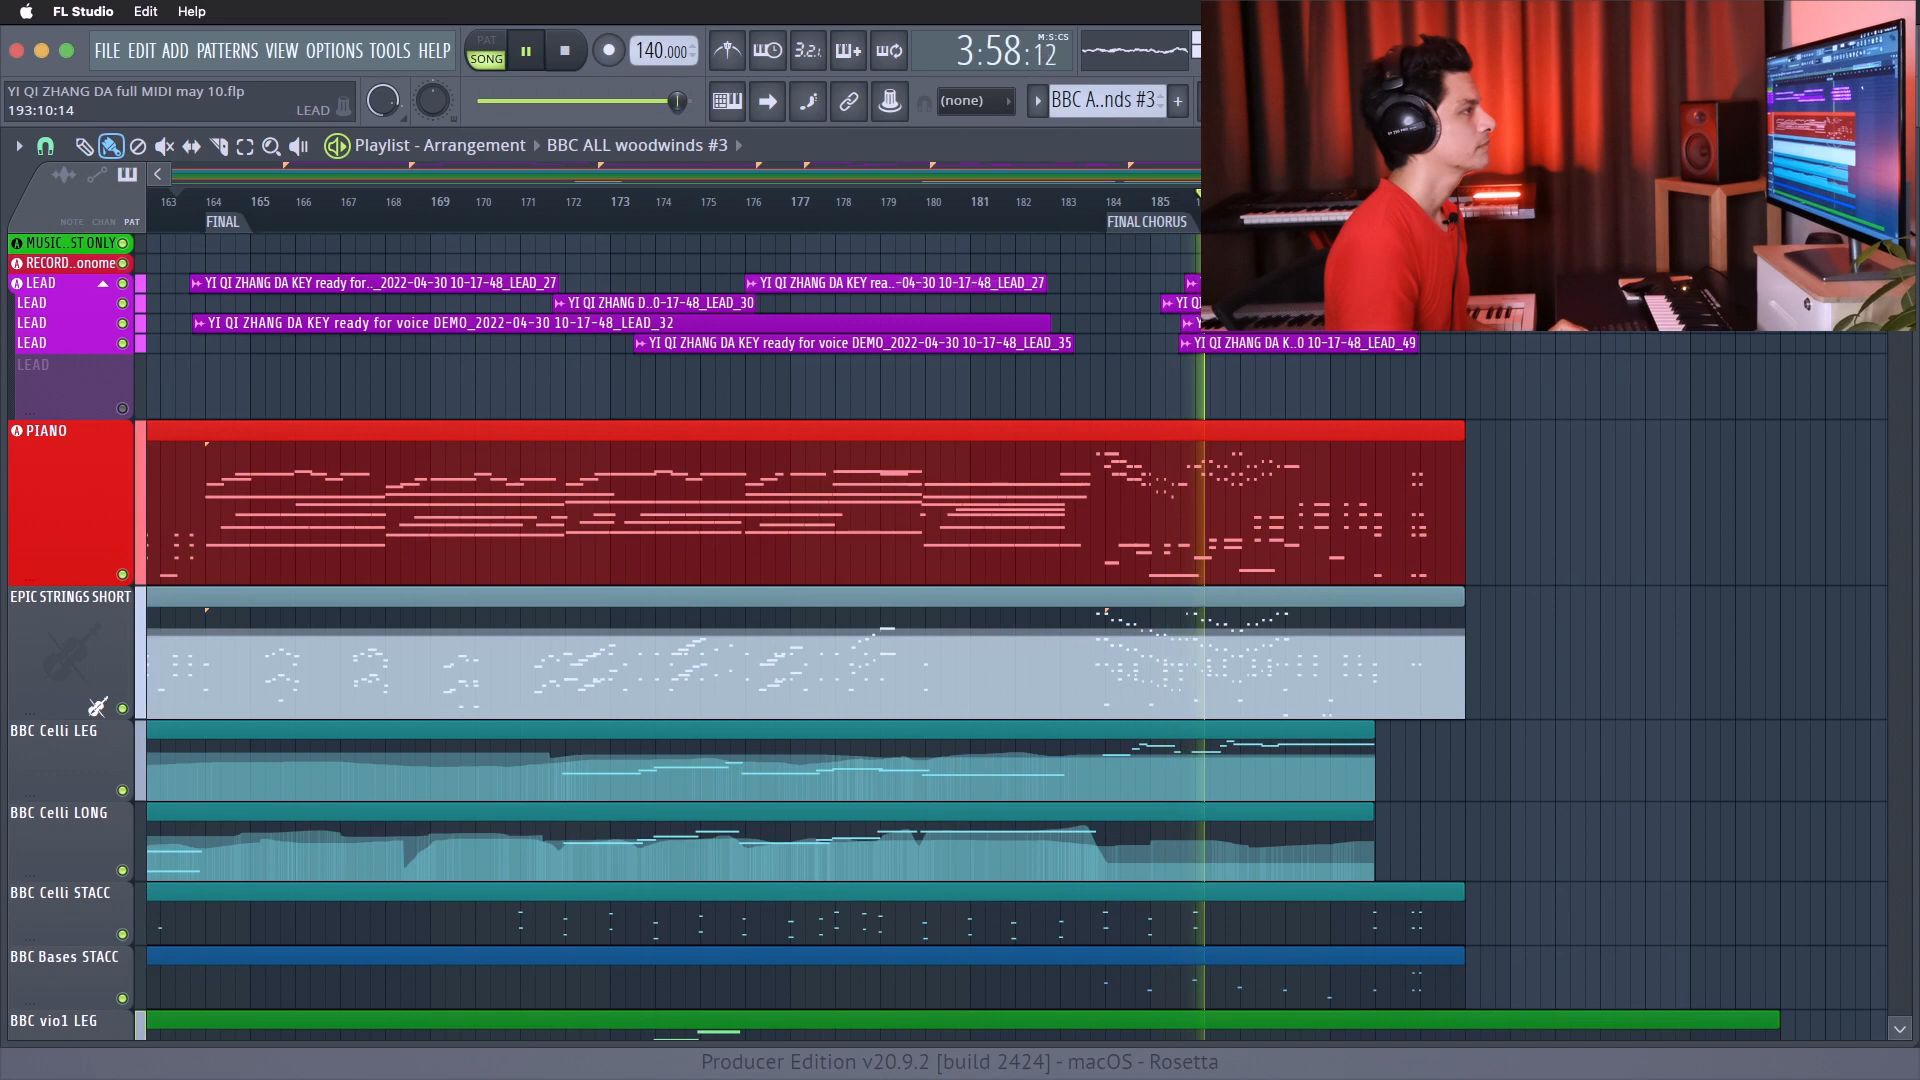 FL Studio Edit Help
FILE EDIT ADD PATTERNS VIEW OPTIONS TOOLS HELP
PAT
SONG
140.000
3.2.
3:58:12
M:S:CS
YI QI ZHANG DA full MIDI may 10.flp
193:10:14
LEAD
(none)
BBC A..nds #3
Playlist - Arrangement
BBC ALL woodwinds #3
NOTE CHAN PAT
163 164 165 166 167 168 169 170 171 172 173 174 175 176 177 178 179 180 181 182 183 184 185
FINAL
FINALCHORUS
MUSIC..ST ONLY
RECORD..onome
LEAD
YI QI ZHANG DA KEY ready for.._2022-04-30 10-17-48_LEAD_27
YI QI ZHANG DA KEY rea..-04-30 10-17-48_LEAD_27
LEAD
YI QI ZHANG D..0-17-48_LEAD_30
YI Q
LEAD
YI QI ZHANG DA KEY ready for voice DEMO_2022-04-30 10-17-48_LEAD_32
LEAD
YI QI ZHANG DA KEY ready for voice DEMO_2022-04-30 10-17-48_LEAD_35
YI QI ZHANG DA K..0 10-17-48_LEAD_49
LEAD
PIANO
EPIC STRINGS SHORT
BBC Celli LEG
BBC Celli LONG
BBC Celli STACC
BBC Bases STACC
BBC vio1 LEG
Producer Edition v20.9.2 [build 2424] - macOS - Rosetta